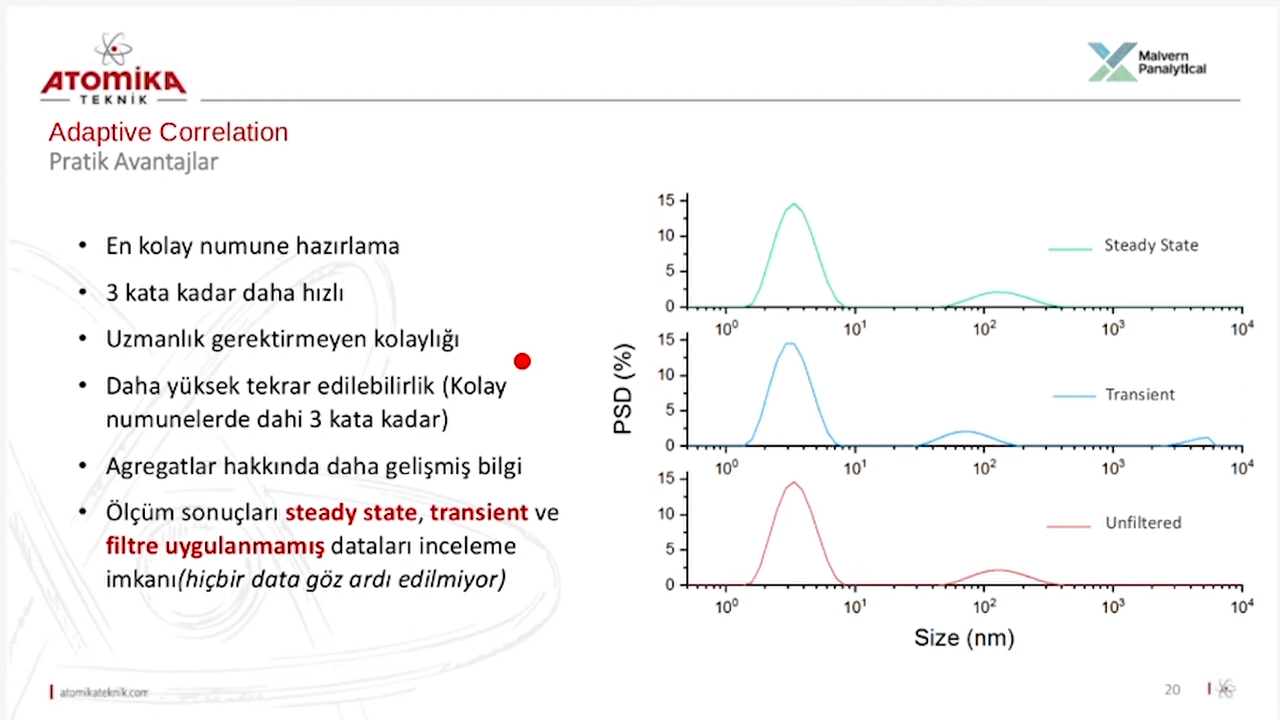 ATOMİKA
TEKNİK
Malvern
Panalytical
Adaptive Correlation
Pratik Avantajlar
• En kolay numune hazırlama
• 3 kata kadar daha hızlı
• Uzmanlık gerektirmeyen kolaylığı
• Daha yüksek tekrar edilebilirlik (Kolay
numunelerde dahi 3 kata kadar)
• Agregatlar hakkında daha gelişmiş bilgi
• Ölçüm sonuçları steady state, transient ve
filtre uygulanmamış dataları inceleme
imkanı(hiçbir data göz ardı edilmiyor)
PSD (%)
15
10
5
0
10⁰ 10¹ 10² 10³ 10⁴
Steady State
15
10
5
0
10⁰ 10¹ 10² 10³ 10⁴
Transient
15
10
5
0
10⁰ 10¹ 10² 10³ 10⁴
Unfiltered
Size (nm)
atomikateknik.com
20